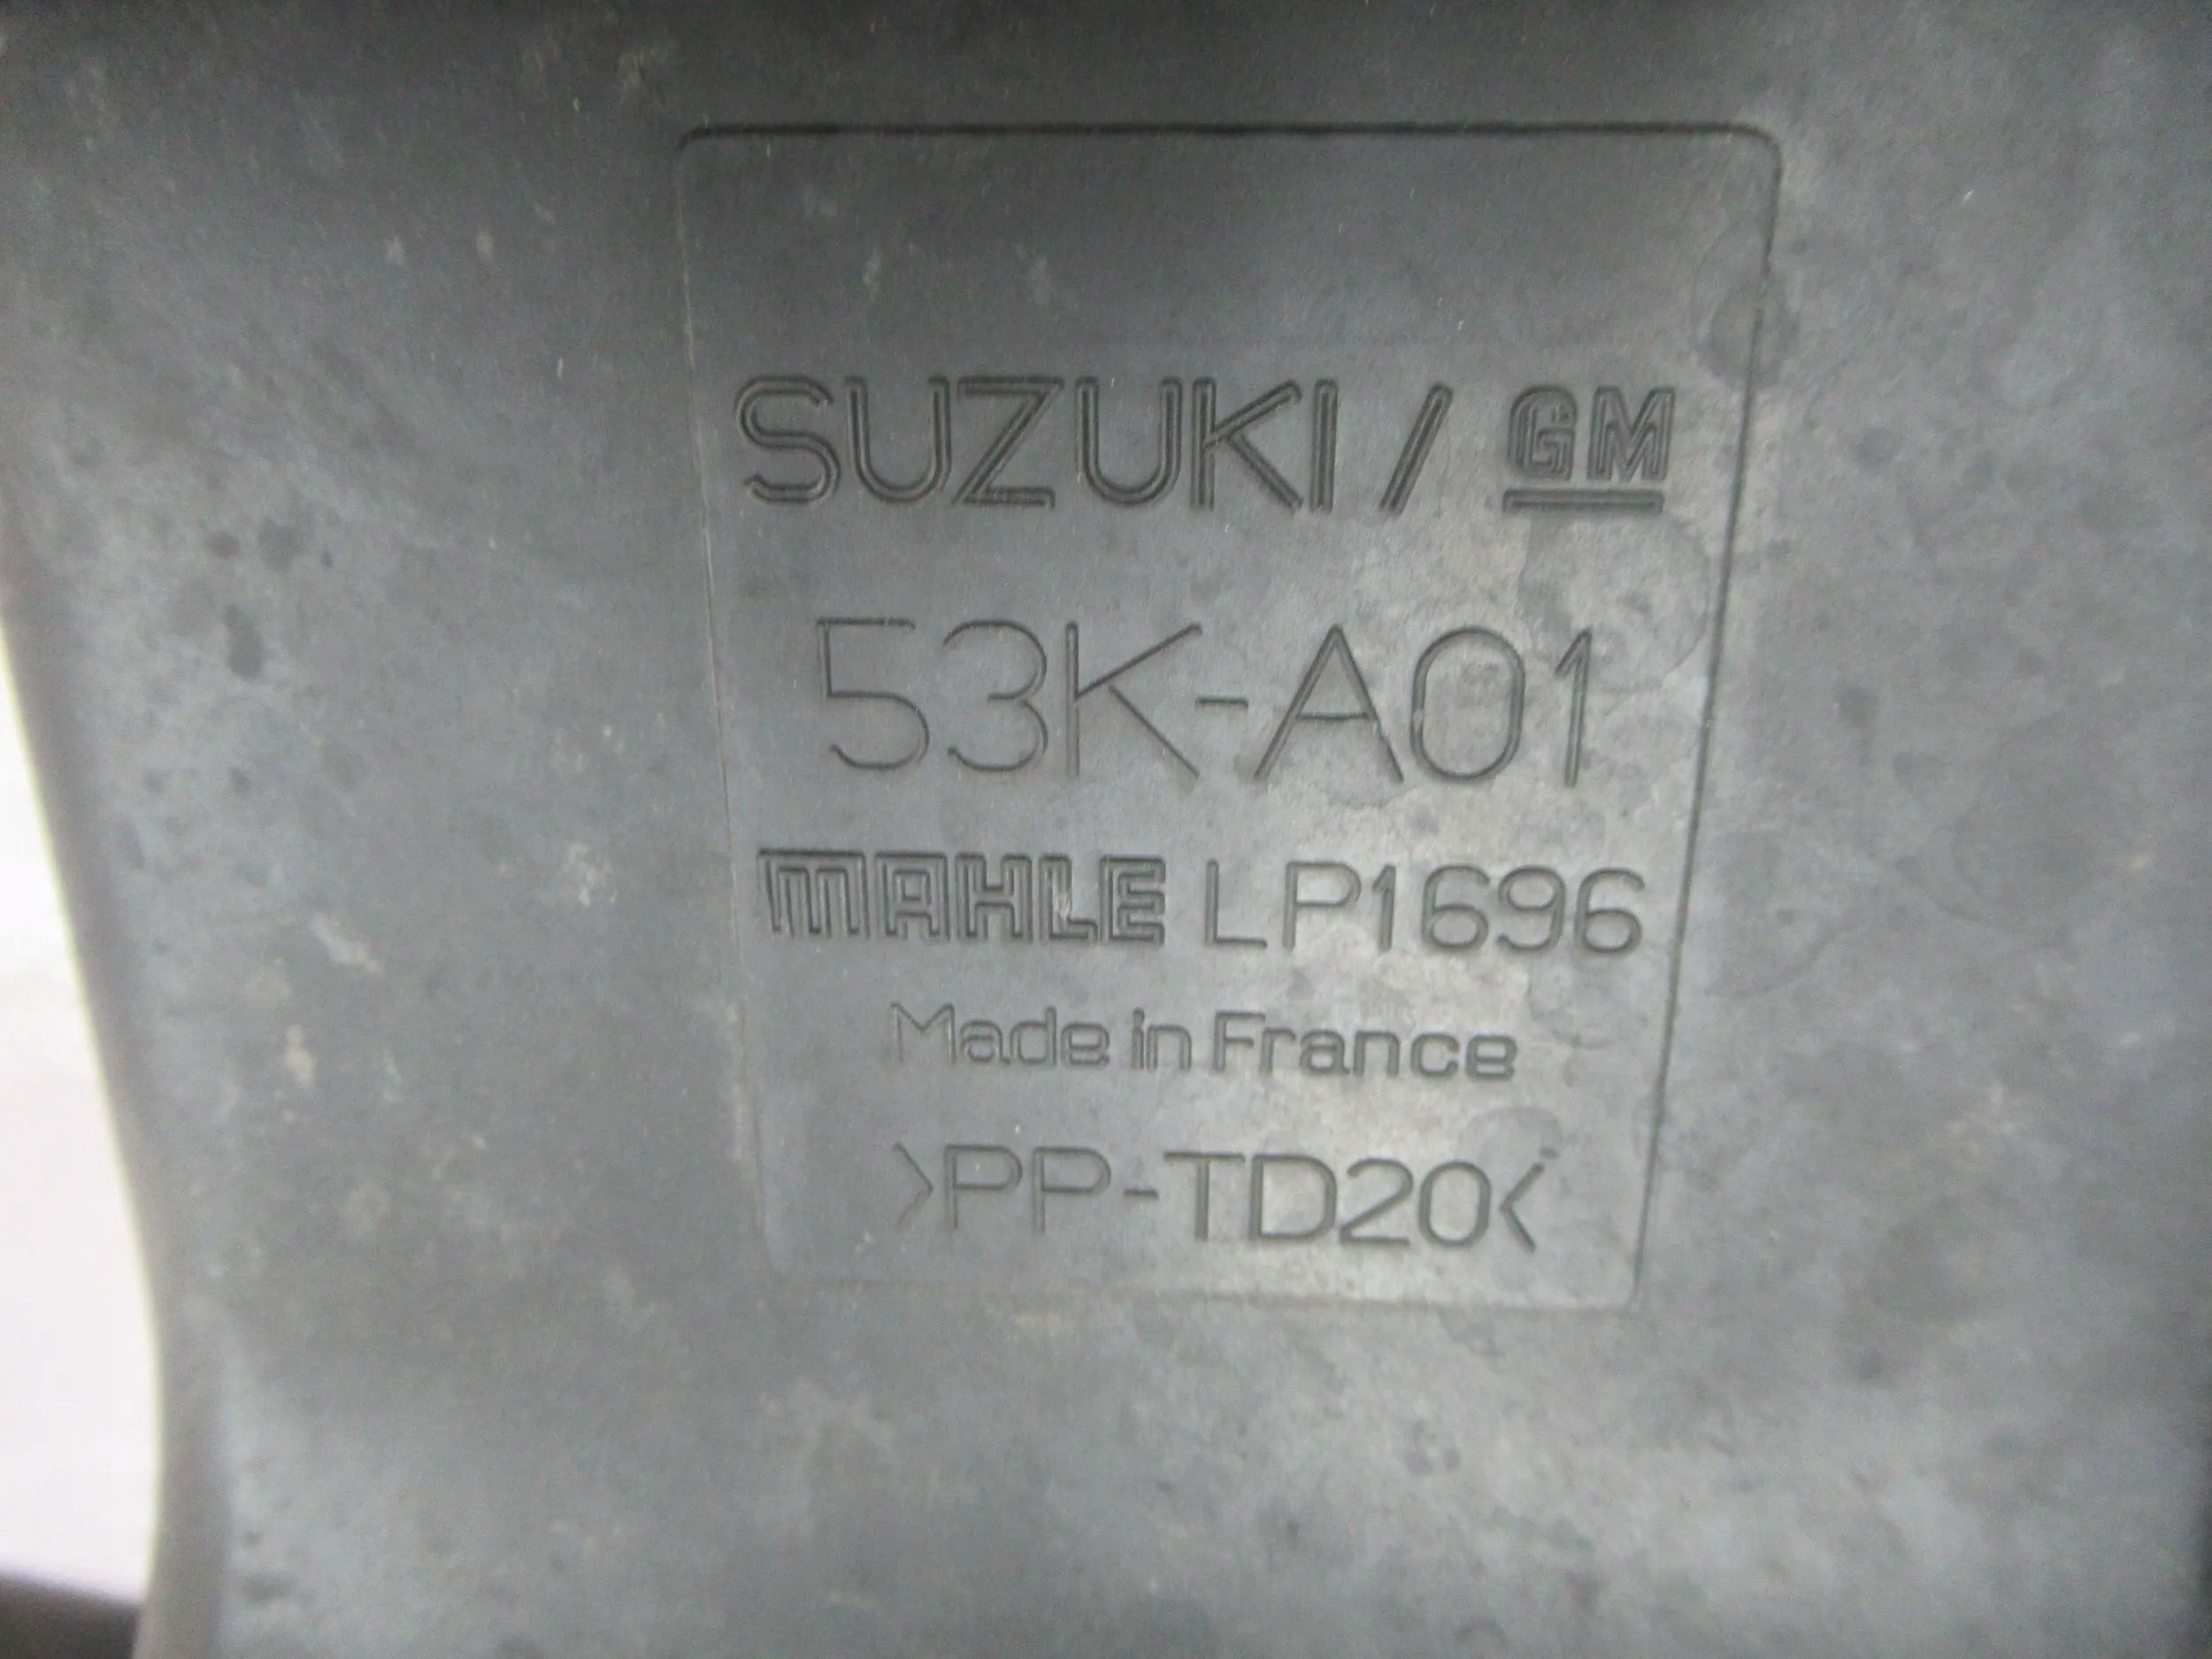 SUZUKI / GM
53K-A01
MAHLE LP1696
Made in France
>PP-TD20<